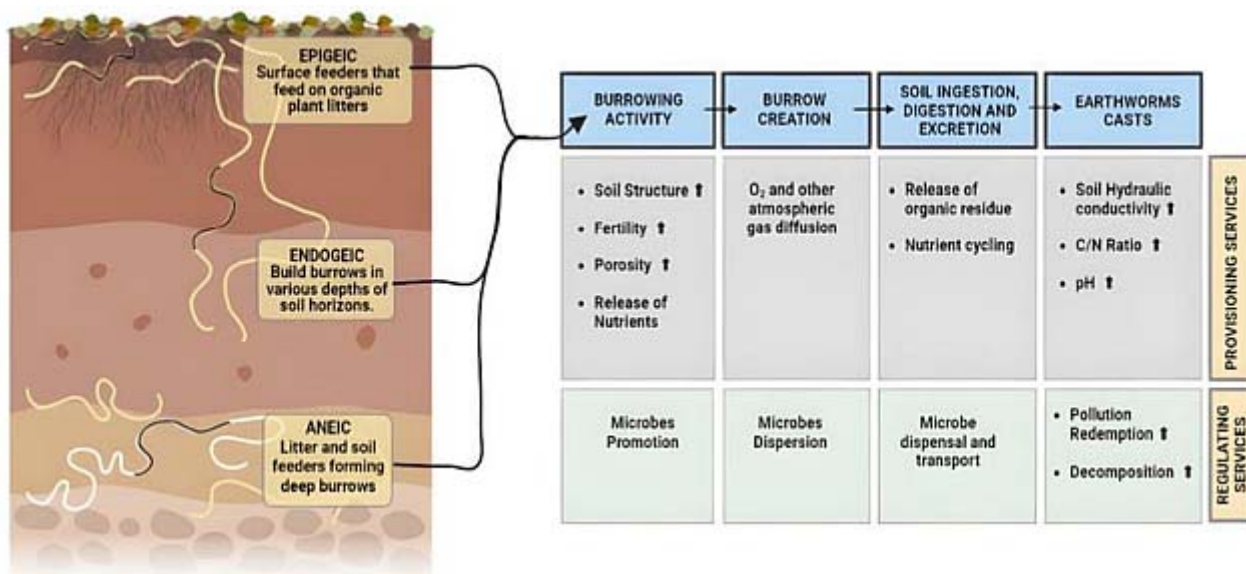 EPIGEIC
Surface feeders that
feed on organic
plant litters
ENDOGEIC
Build burrows in
various depths of
soil horizons.
ANEIC
Litter and soil
feeders forming
deep burrows
BURROWING
ACTIVITY
BURROW
CREATION
SOIL INGESTION,
DIGESTION AND
EXCRETION
EARTHWORMS
CASTS
• Soil Structure ⬆
• Fertility ⬆
• Porosity ⬆
• Release of
Nutrients
O₂ and other
atmospheric
gas diffusion
• Release of
organic residue
• Nutrient cycling
• Soil Hydraulic
conductivity ⬆
• C/N Ratio ⬆
• pH ⬆
PROVISIONING SERVICES
Microbes
Promotion
Microbes
Dispersion
Microbe
dispensal and
transport
• Pollution
Redemption ⬆
• Decomposition ⬆
REGULATING
SERVICES